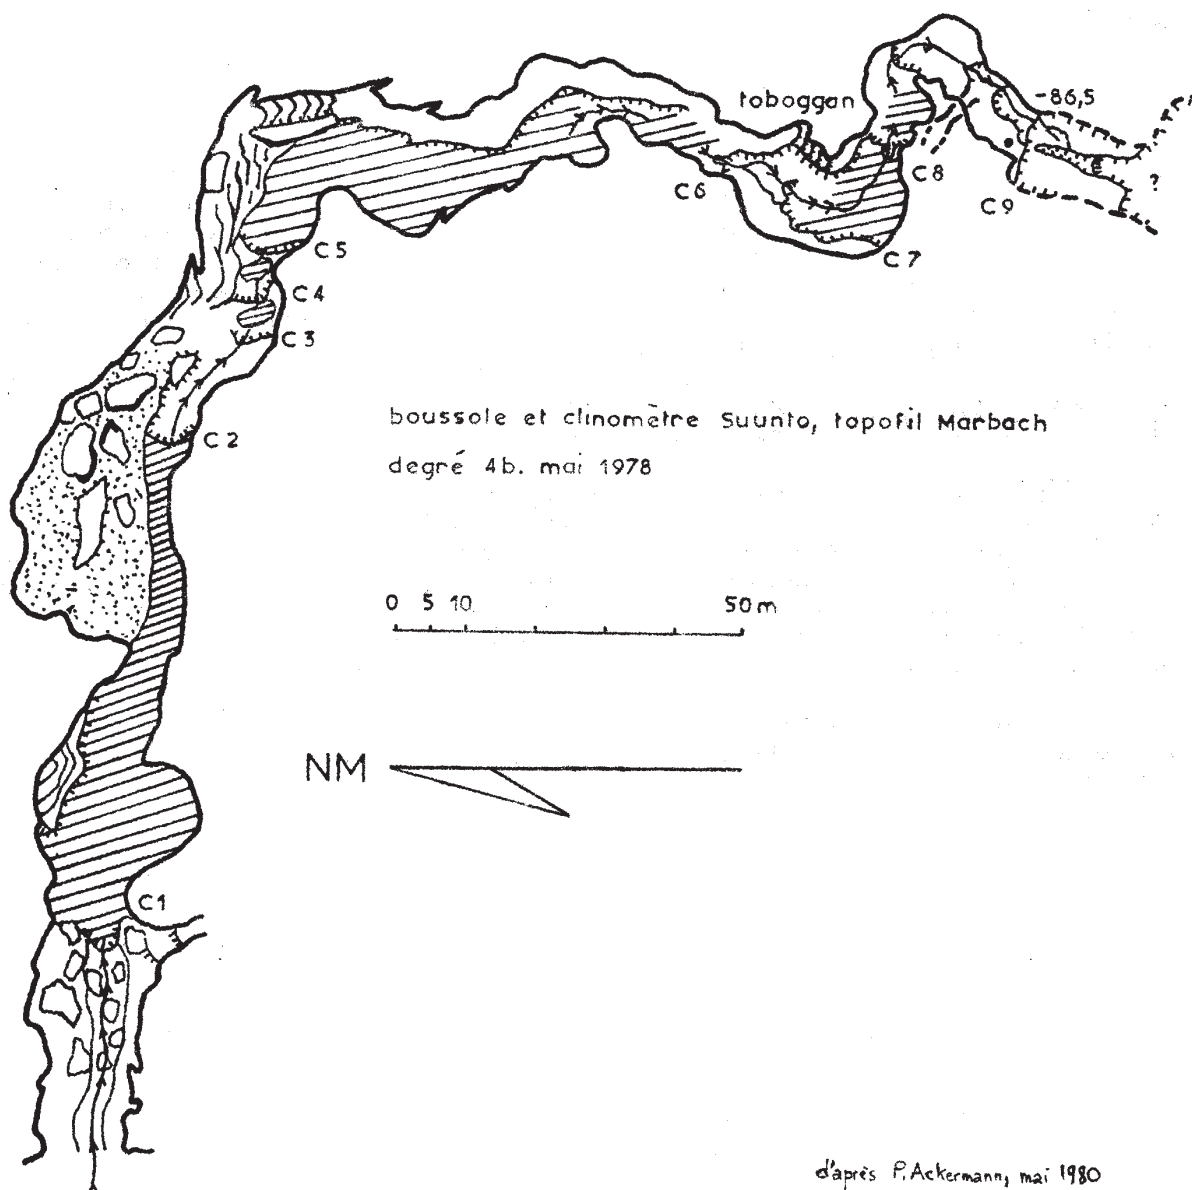 toboggan
-86,5
C8
C6
?
C9
C5
C7
C4
C3
boussole et clinomètre Suunto, topofil Marbach
C2
degré 4b. mai 1978
0 5 10 50m
NM
C1
d'après P. Ackermann, mai 1980